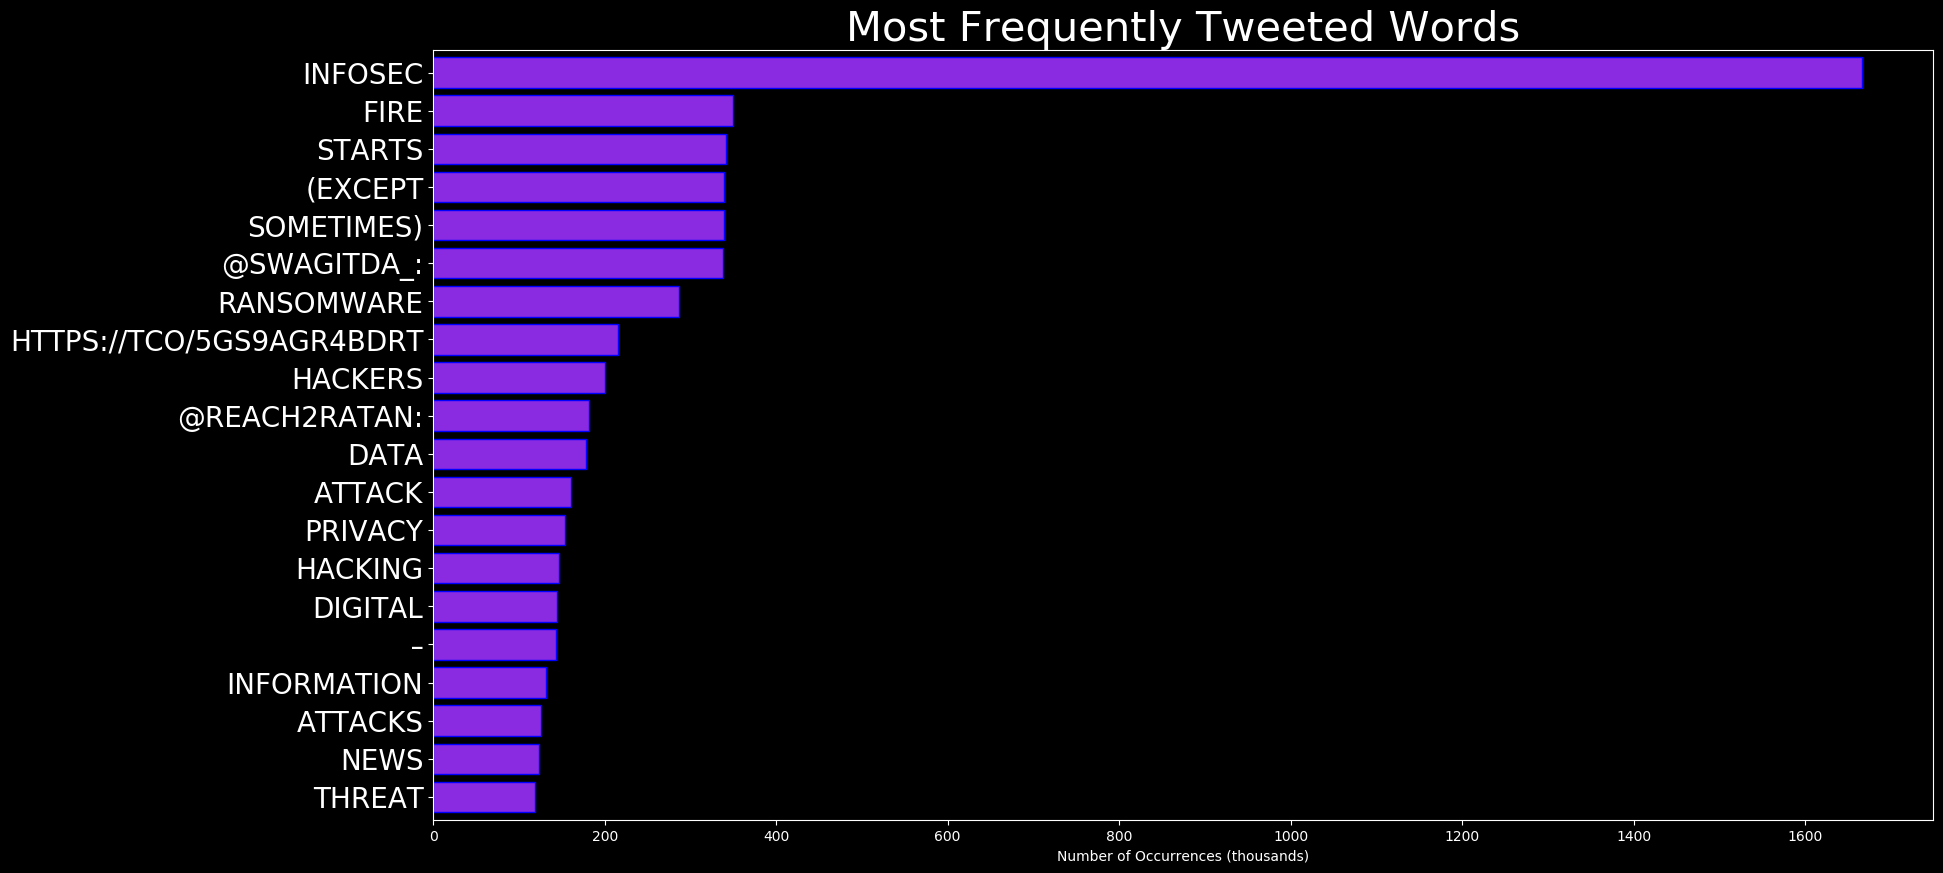 Most Frequently Tweeted Words
INFOSEC
FIRE
STARTS
(EXCEPT
SOMETIMES)
@SWAGITDA_:
RANSOMWARE
HTTPS://TCO/5GS9AGR4BDRT
HACKERS
@REACH2RATAN:
DATA
ATTACK
PRIVACY
HACKING
DIGITAL
–
INFORMATION
ATTACKS
NEWS
THREAT
0 200 400 600 800 1000 1200 1400 1600
Number of Occurrences (thousands)